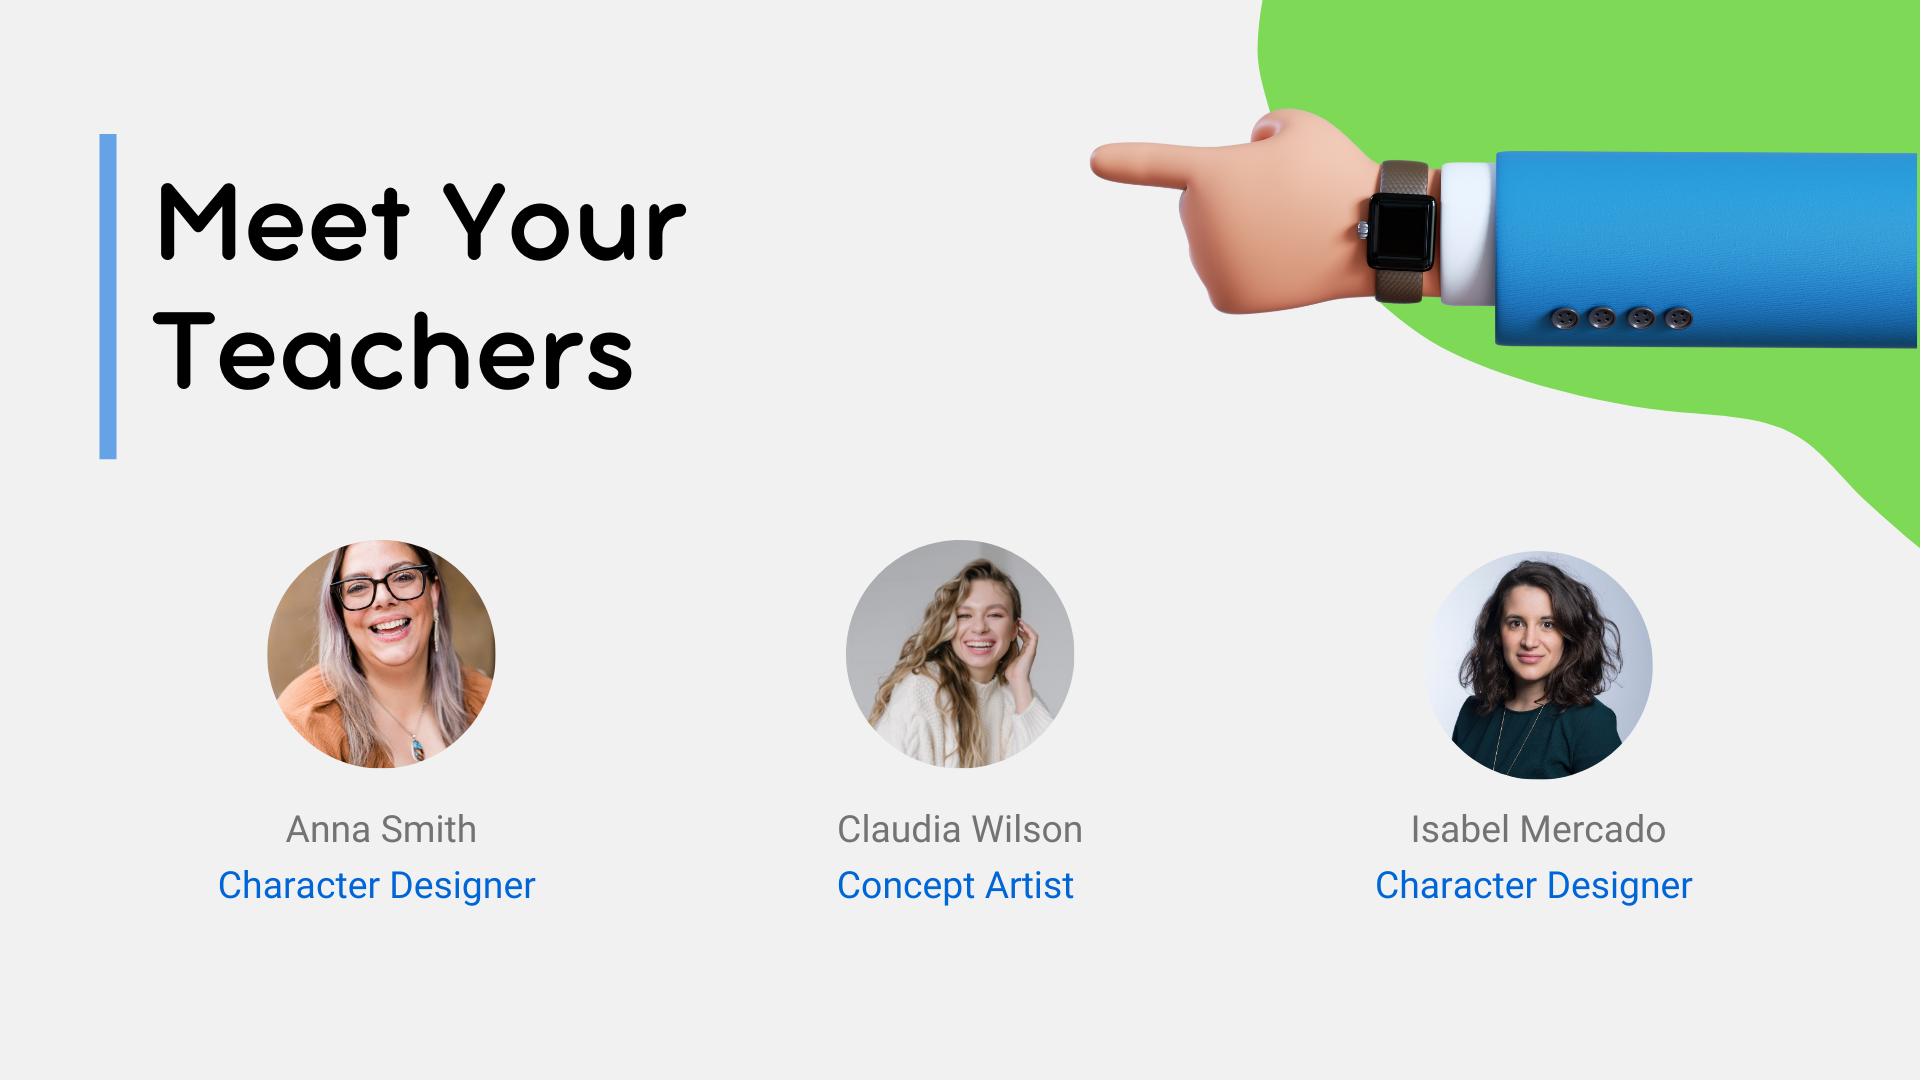 Meet Your
Teachers
Anna Smith
Character Designer
Claudia Wilson
Concept Artist
Isabel Mercado
Character Designer